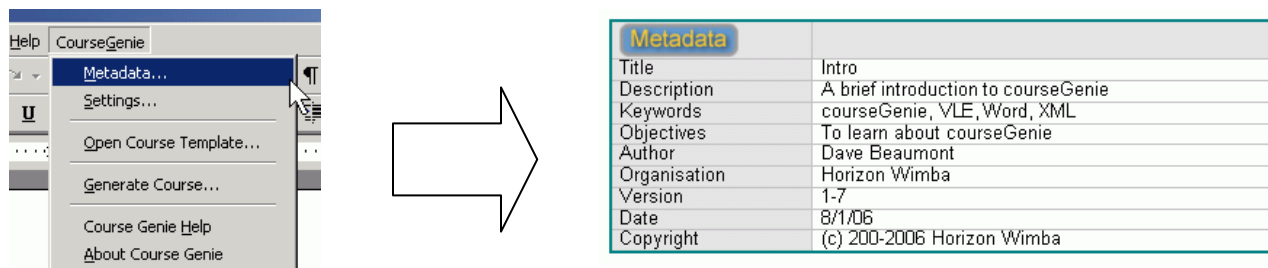 Help CourseGenie
Metadata...
Settings...
U
Open Course Template...
Generate Course...
Course Genie Help
About Course Genie
Metadata
Title Intro
Description A brief introduction to courseGenie
Keywords courseGenie, VLE, Word, XML
Objectives To learn about courseGenie
Author Dave Beaumont
Organisation Horizon Wimba
Version 1-7
Date 8/1/06
Copyright (c) 200-2006 Horizon Wimba